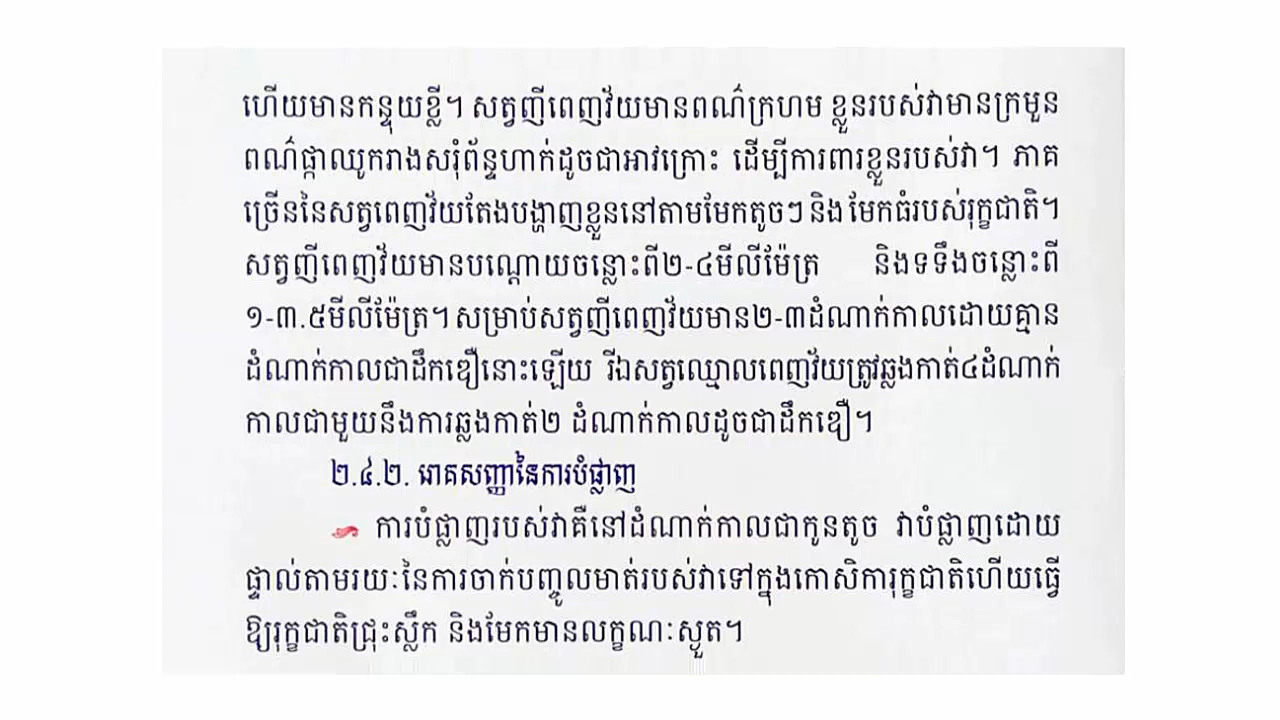 ហើយមានកន្ទុយខ្លី។ សត្វញីពេញវ័យមានពណ៌ក្រហម ខ្លួនរបស់វាមានក្រមួន
ពណ៌ផ្កាឈូករាងសរុំព័ន្ទហាក់ដូចជាអាវក្រោះ ដើម្បីការពារខ្លួនរបស់វា។ ភាគ
ច្រើននៃសត្វពេញវ័យតែងបង្ហាញខ្លួននៅតាមមែកតូចៗ និង មែកធំរបស់រុក្ខជាតិ។
សត្វញីពេញវ័យមានបណ្តោយចន្លោះពី២-៤មីលីម៉ែត្រ និងទទឹងចន្លោះពី
១-៣.៥មីលីម៉ែត្រ។ សម្រាប់សត្វញីពេញវ័យមាន២-៣ដំណាក់កាលដោយគ្មាន
ដំណាក់កាលជាដឹកឌឿនោះឡើយ រីឯសត្វឈ្មោលពេញវ័យត្រូវឆ្លងកាត់៤ដំណាក់
កាលជាមួយនឹងការឆ្លងកាត់២ ដំណាក់កាលដូចជាដឹកឌឿ។
២.៤.២. រោគសញ្ញានៃការបំផ្លាញ
ការបំផ្លាញរបស់វាគឺនៅដំណាក់កាលជាកូនតូច វាបំផ្លាញដោយ
ផ្ទាល់តាមរយៈនៃការចាក់បញ្ចូលមាត់របស់វាទៅក្នុងកោសិការុក្ខជាតិហើយធ្វើ
ឱ្យរុក្ខជាតិជ្រុះស្លឹក និងមែកមានលក្ខណៈស្ងួត។